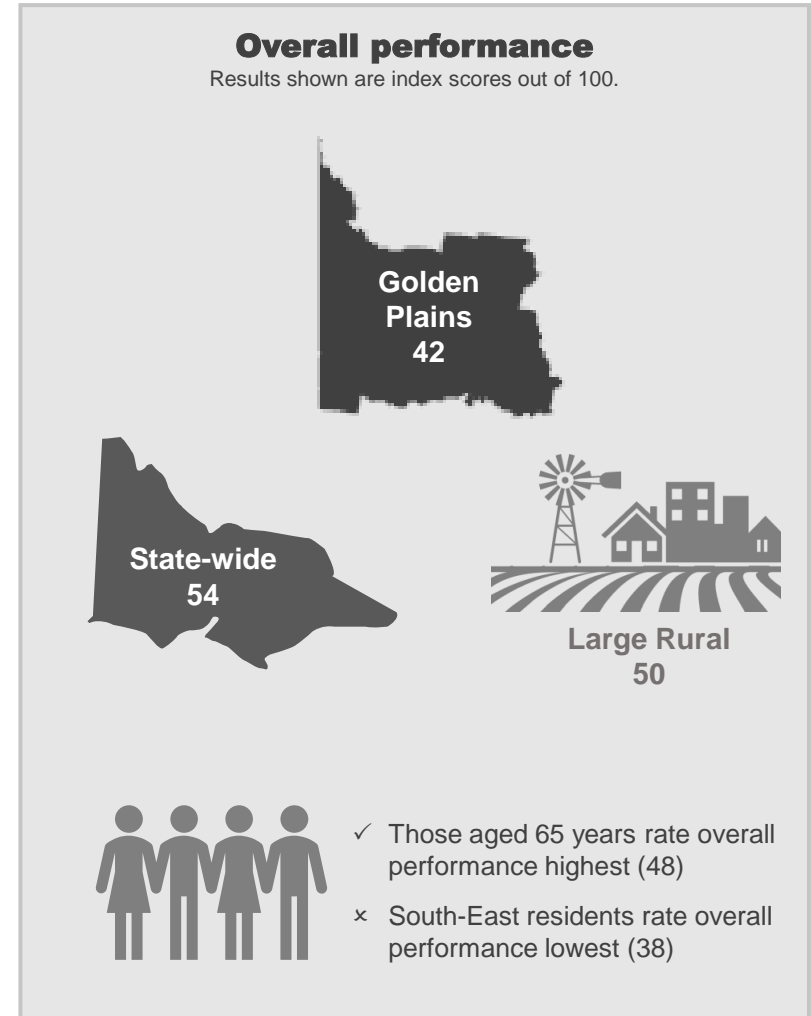 Overall performance
Results shown are index scores out of 100.
Golden
Plains
42
State-wide
54
Large Rural
50
✓ Those aged 65 years rate overall
performance highest (48)
× South-East residents rate overall
performance lowest (38)